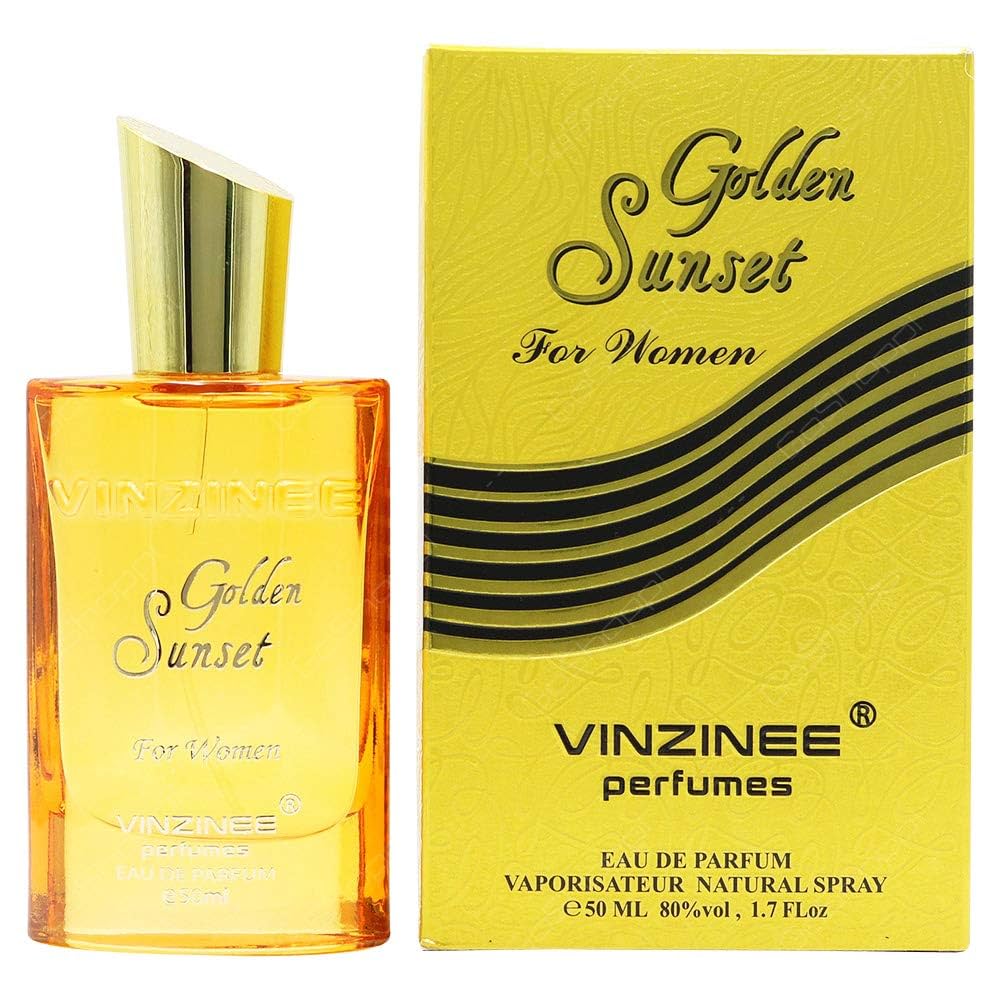 VINZINEE
Golden
Sunset
For Women
VINZINEE®
perfumes
EAU DE PARFUM
℮50ml
Golden
Sunset
For Women
VINZINEE®
perfumes
EAU DE PARFUM
VAPORISATEUR NATURAL SPRAY
℮50 ML 80%vol , 1.7 FLoz